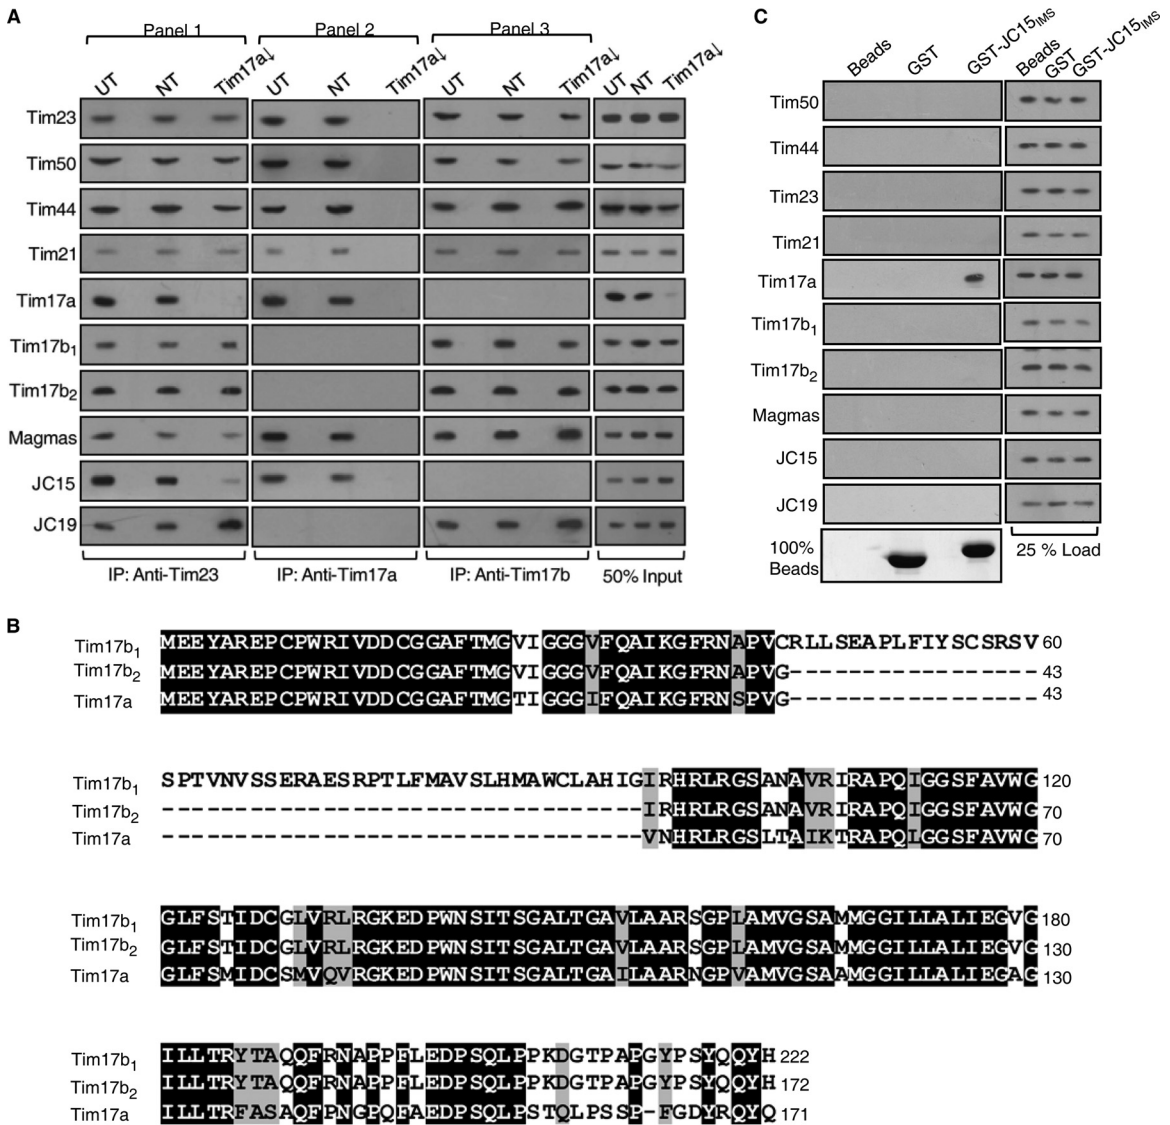 A
Panel 1 Panel 2 Panel 3
UT NT Tim17a↓ UT NT Tim17a↓ UT NT Tim17a↓ UT NT Tim17a↓
Tim23
Tim50
Tim44
Tim21
Tim17a
Tim17b1
Tim17b2
Magmas
JC15
JC19
IP: Anti-Tim23 IP: Anti-Tim17a IP: Anti-Tim17b 50% Input
C
Beads GST GST-JC15IMS Beads GST GST-JC15IMS
Tim50
Tim44
Tim23
Tim21
Tim17a
Tim17b1
Tim17b2
Magmas
JC15
JC19
100%
Beads
25 % Load
B
Tim17b1 MEEYAREPCPWRIVDDCGGAFTMGVIGGGVFQAIKGFRNAPVCRLLSEAPLFIYSCSRSV 60
Tim17b2 MEEYAREPCPWRIVDDCGGAFTMGVIGGGVFQAIKGFRNAPVG----------------- 43
Tim17a MEEYAREPCPWRIVDDCGGAFTMGTIGGGIFQAIKGFRNSPVG----------------- 43
Tim17b1 SPTVNVSSERAESRPTLFMAVSLHMAWCLAHIGIRHRLRGSANAVRIRAPQIGGSFAVWG 120
Tim17b2 ---------------------------------IRHRLRGSANAVRIRAPQIGGSFAVWG 70
Tim17a ---------------------------------VNHRLRGSLTAIKTRAPQLGGSFAVWG 70
Tim17b1 GLFSTIDCGLVRLRGKEDPWNSITSGALTGAVLAARSGPLAMVGSAMMGGILLALIEGVG 180
Tim17b2 GLFSTIDCGLVRLRGKEDPWNSITSGALTGAVLAARSGPLAMVGSAMMGGILLALIEGVG 130
Tim17a GLFSMIDCSMVQVRGKEDPWNSITSGALTGAILAARNGPVAMVGSAAMGGILLALIEGAG 130
Tim17b1 ILLTRYTAQQFRNAPPFLEDPSQLPPKDGTPAPGYPSYQQYH 222
Tim17b2 ILLTRYTAQQFRNAPPFLEDPSQLPPKDGTPAPGYPSYQQYH 172
Tim17a ILLTRFASAQFPNGPQFAEDPSQLPSTQLPSSP-FGDYRQYQ 171